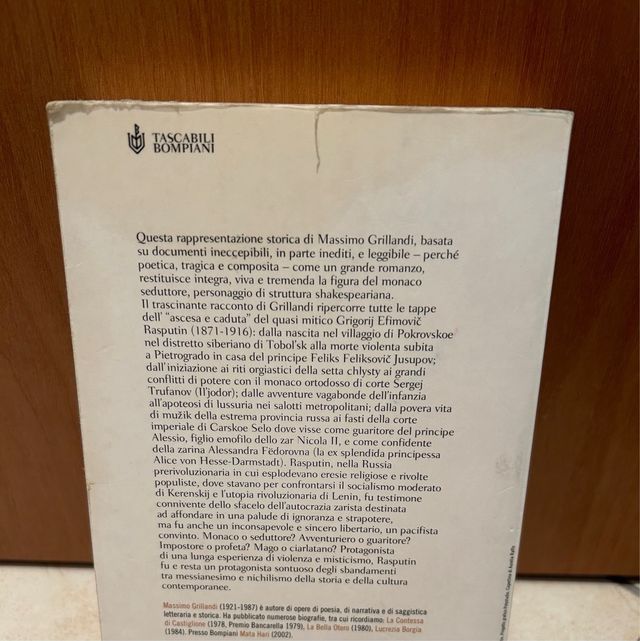 TASCABILI
BOMPIANI
Questa rappresentazione storica di Massimo Grillandi, basata
su documenti ineccepibili, in parte inediti, e leggibile – perché
poetica, tragica e composita – come un grande romanzo,
restituisce integra, viva e tremenda la figura del monaco
seduttore, personaggio di struttura shakespeariana.
Il trascinante racconto di Grillandi ripercorre tutte le tappe
dell' "ascesa e caduta" del quasi mitico Grigorij Efimovič
Rasputin (1871-1916): dalla nascita nel villaggio di Pokrovskoe
nel distretto siberiano di Tobol'sk alla morte violenta subita
a Pietrogrado in casa del principe Feliks Feliksovič Jusupov;
dall'iniziazione ai riti orgiastici della setta chlysty ai grandi
conflitti di potere con il monaco ortodosso di corte Sergej
Trufanov (Il'jodor); dalle avventure vagabonde dell'infanzia
all'apoteosi di lussuria nei salotti metropolitani; dalla povera vita
di mužik della estrema provincia russa ai fasti della corte
imperiale di Carskoe Selo dove visse come guaritore del principe
Alessio, figlio emofilo dello zar Nicola II, e come confidente
della zarina Alessandra Fëdorovna (la ex splendida principessa
Alice von Hesse-Darmstadt). Rasputin, nella Russia
prerivoluzionaria in cui esplodevano eresie religiose e rivolte
populiste, dove stavano per confrontarsi il socialismo moderato
di Kerenskij e l'utopia rivoluzionaria di Lenin, fu testimone
connivente dello sfacelo dell'autocrazia zarista destinata
ad affondare in una palude di ignoranza e strapotere,
ma fu anche un inconsapevole e sincero libertario, un pacifista
convinto. Monaco o seduttore? Avventuriero o guaritore?
Impostore o profeta? Mago o ciarlatano? Protagonista
di una lunga esperienza di violenza e misticismo, Rasputin
fu e resta un protagonista sontuoso degli sbandamenti
tra messianesimo e nichilismo della storia e della cultura
contemporanee.
Massimo Grillandi (1921-1987) è autore di opere di poesia, di narrativa e di saggistica
letteraria e storica. Ha pubblicato numerose biografie, tra cui ricordiamo: La Contessa
di Castiglione (1978, Premio Bancarella 1979), La Bella Otero (1980), Lucrezia Borgia
(1984). Presso Bompiani Mata Hari (2002).